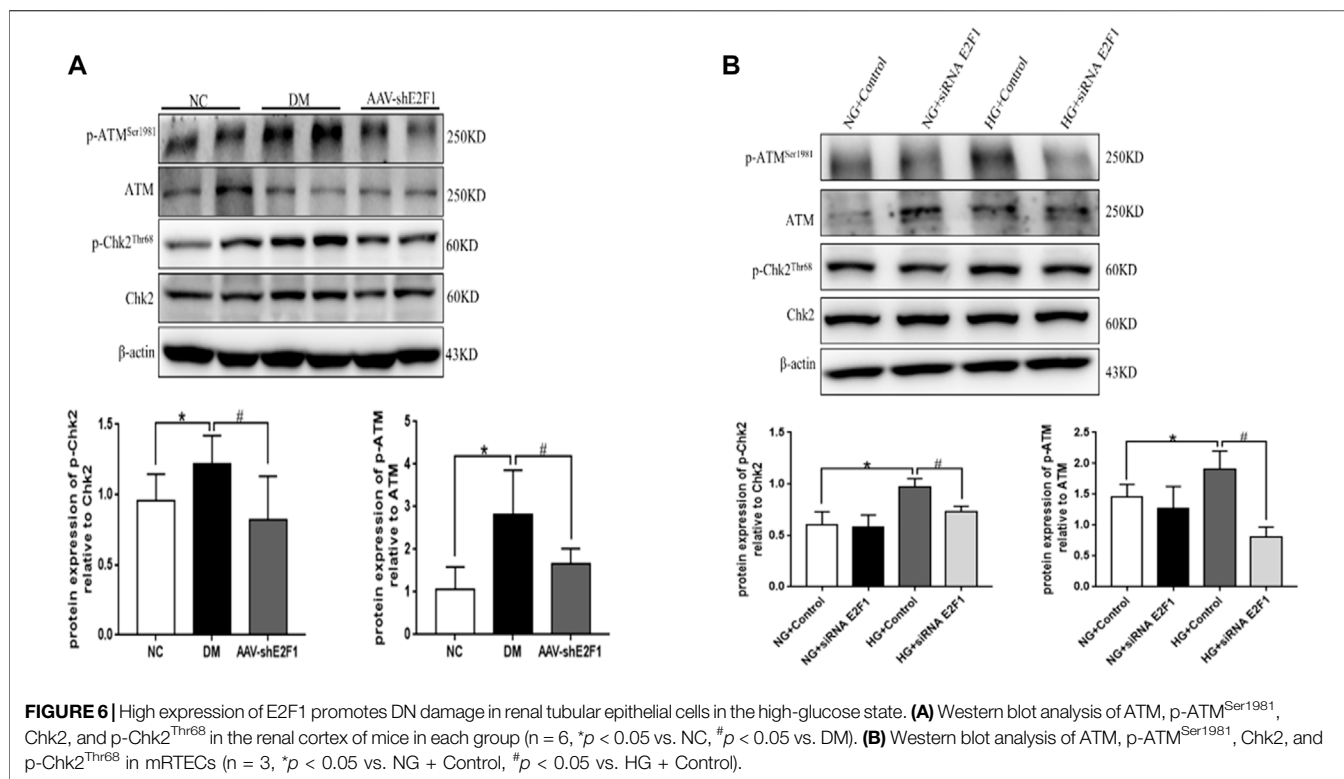 A
NC DM AAV-shE2F1
p-ATMSer1981 250KD
ATM 250KD
p-Chk2Thr68 60KD
Chk2 60KD
β-actin 43KD
protein expression of p-Chk2
relative to Chk2
1.5
1.0
0.5
0.0
* #
NC DM AAV-shE2F1
protein expression of p-ATM
relative to ATM
5
4
3
2
1
0
* #
NC DM AAV-shE2F1
B
NG+Control NG+siRNA E2F1 HG+Control HG+siRNA E2F1
p-ATMSer1981 250KD
ATM 250KD
p-Chk2Thr68 60KD
Chk2 60KD
β-actin 43KD
protein expression of p-Chk2
relative to Chk2
1.5
1.0
0.5
0.0
* #
NG+Control NG+siRNA E2F1 HG+Control HG+siRNA E2F1
protein expression of p-ATM
relative to ATM
2.5
2.0
1.5
1.0
0.5
0.0
* #
NG+Control NG+siRNA E2F1 HG+Control HG+siRNA E2F1
FIGURE 6 | High expression of E2F1 promotes DN damage in renal tubular epithelial cells in the high-glucose state. (A) Western blot analysis of ATM, p-ATMSer1981,
Chk2, and p-Chk2Thr68 in the renal cortex of mice in each group (n = 6, *p < 0.05 vs. NC, #p < 0.05 vs. DM). (B) Western blot analysis of ATM, p-ATMSer1981, Chk2, and
p-Chk2Thr68 in mRTECs (n = 3, *p < 0.05 vs. NG + Control, #p < 0.05 vs. HG + Control).